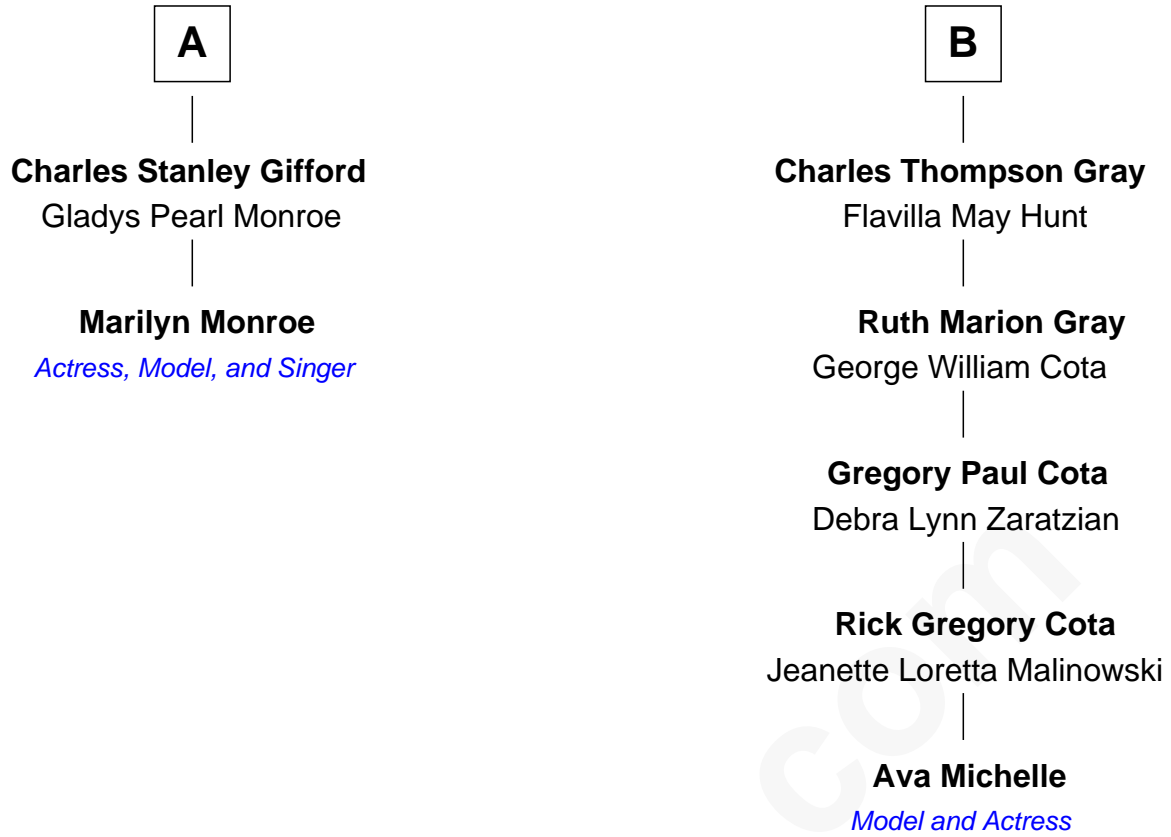 A
Charles Stanley Gifford
Gladys Pearl Monroe
Marilyn Monroe
Actress, Model, and Singer
B
Charles Thompson Gray
Flavilla May Hunt
Ruth Marion Gray
George William Cota
Gregory Paul Cota
Debra Lynn Zaratzian
Rick Gregory Cota
Jeanette Loretta Malinowski
Ava Michelle
Model and Actress
com